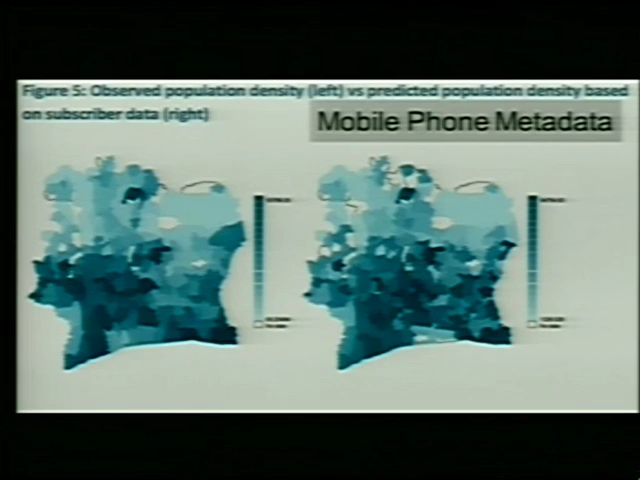 Figure 5: Observed population density (left) vs predicted population density based
on subscriber data (right)
Mobile Phone Metadata